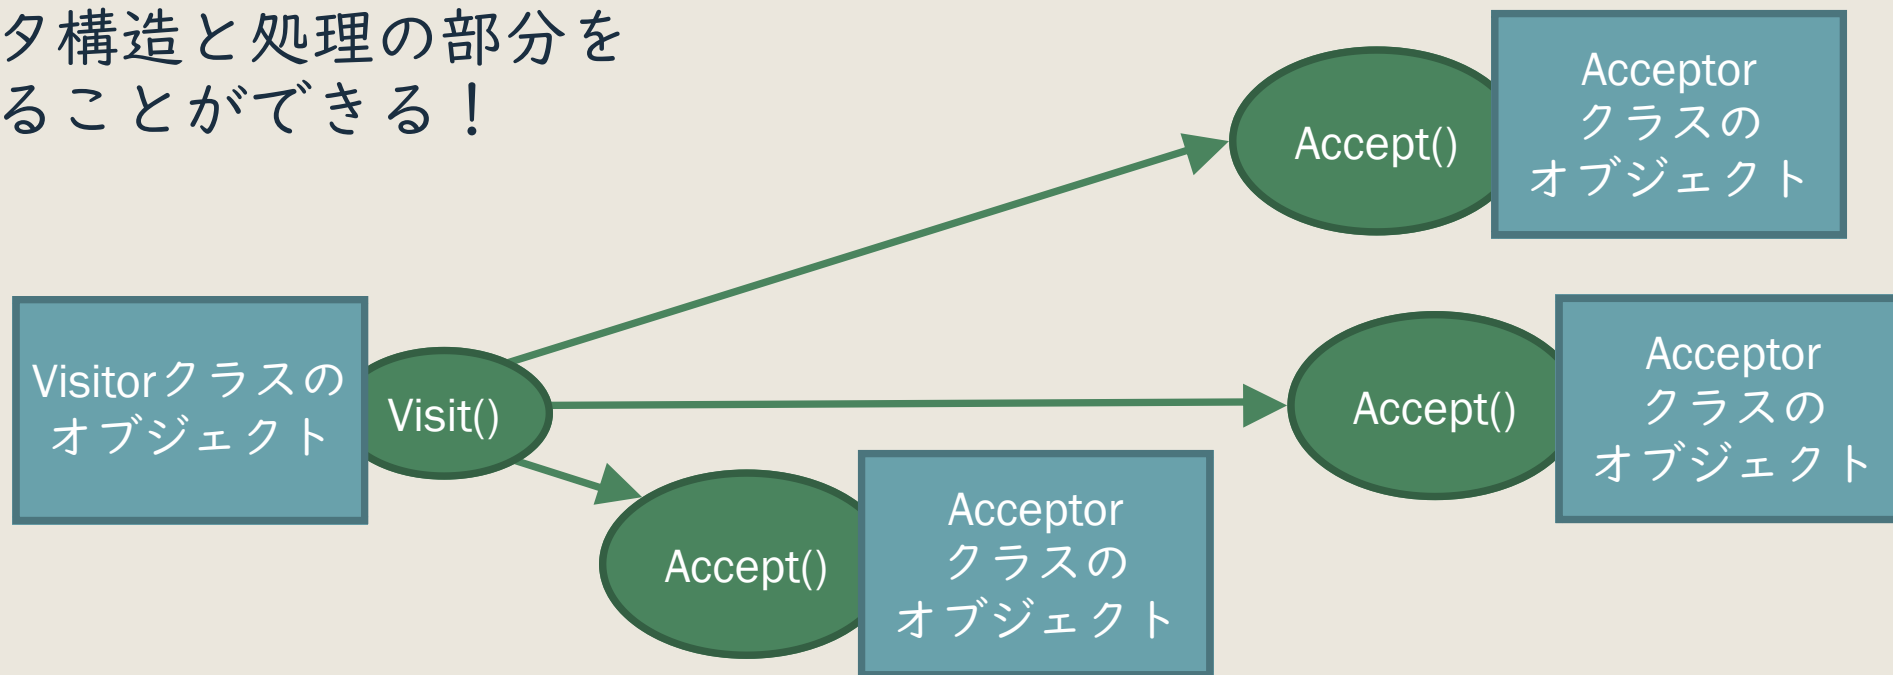 タ構造と処理の部分を
ることができる！
Acceptor
クラスの
オブジェクト
Accept()
Visitorクラスの
オブジェクト
Visit()
Acceptor
クラスの
オブジェクト
Accept()
Acceptor
クラスの
オブジェクト
Accept()